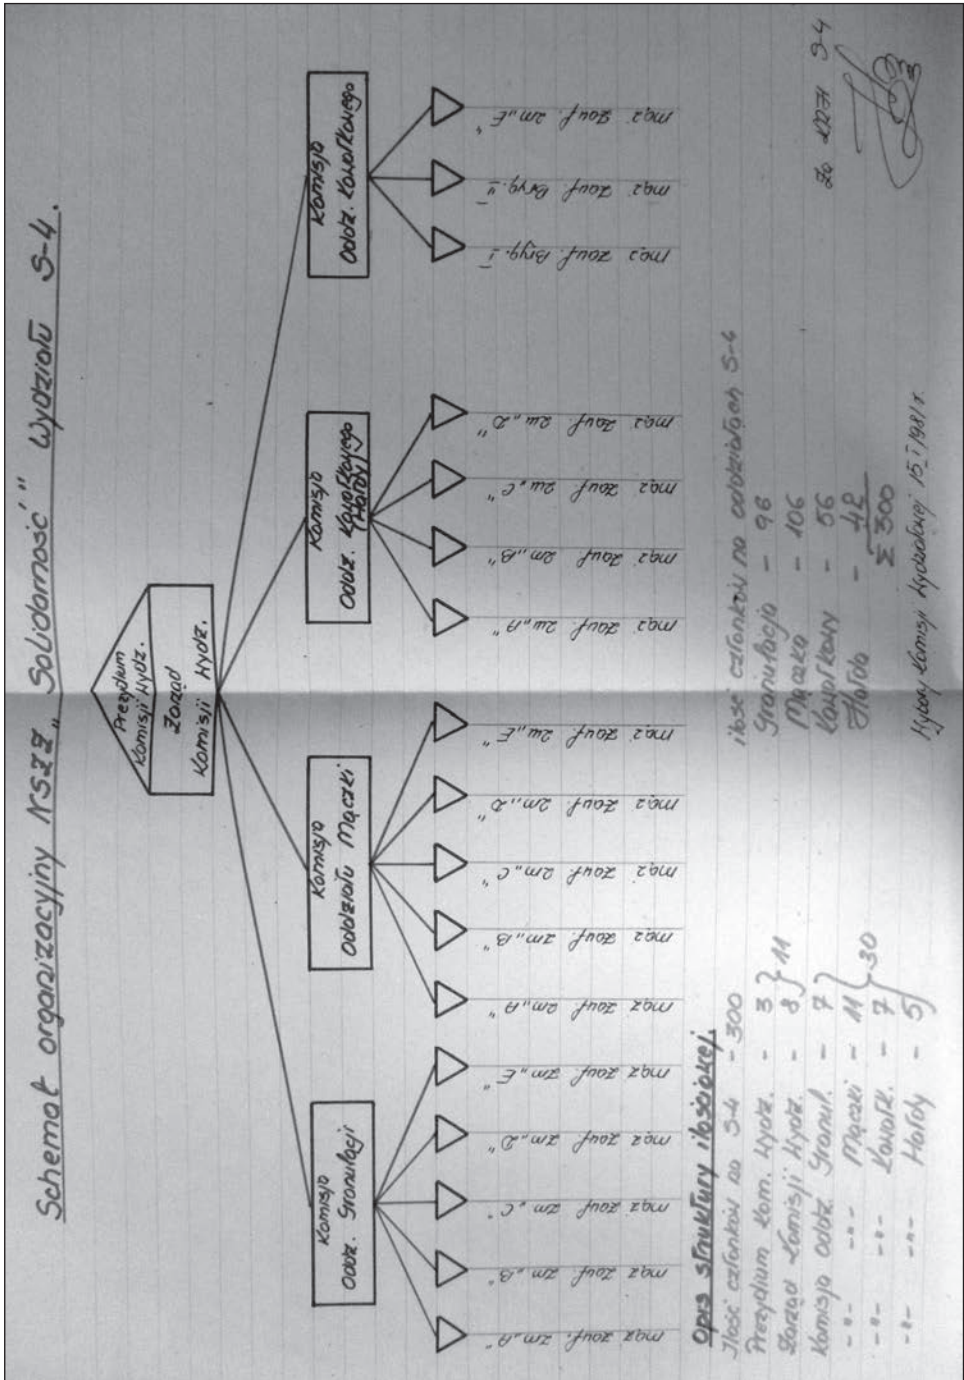 Schemat organizacyjny NSZZ „Solidarność” Wydziału S-4.
Prezydium
Komisji Wydz.
Zarząd
Komisji Wydz.
Komisja
Oddz. Granulacji
Komisja
Oddziału Mączki
Komisja
Oddz. Kawałkowego
(Hałdy)
Komisja
Oddz. Kawałkowego
mąż zauf. zm „A”
mąż zauf zm „B”
mąż zauf zm „C”
mąż zauf zm „D”
mąż zauf zm „E”
mąż zauf. zm „A”
mąż zauf. zm „B”
mąż zauf. zm „C”
mąż zauf. zm „D”
mąż zauf. zm „E”
mąż zauf. zm „A”
mąż zauf. zm „B”
mąż zauf. zm „C”
mąż zauf. zm „D”
mąż zauf. Bryg. I
mąż zauf. Bryg. II
mąż zauf. zm „E”
Opis struktury ilościowej.
Ilość członków na S-4 - 300
Prezydium Kom. Wydz. - 3
Zarząd Komisji Wydz. - 8 } 11
Komisja Oddz. Granul. - 7
-"- -"- Mączki - 11
-"- -"- Kawałk. - 7 } 30
-"- -"- Hałdy - 5
ilość członków na oddziałach S-4
Granulacja - 96
Mączka - 106
Kawałkowy - 56
Hałda - 42
Σ 300
Wybory Komisji Wydziałowej 15.I 1981r.
Za S-4